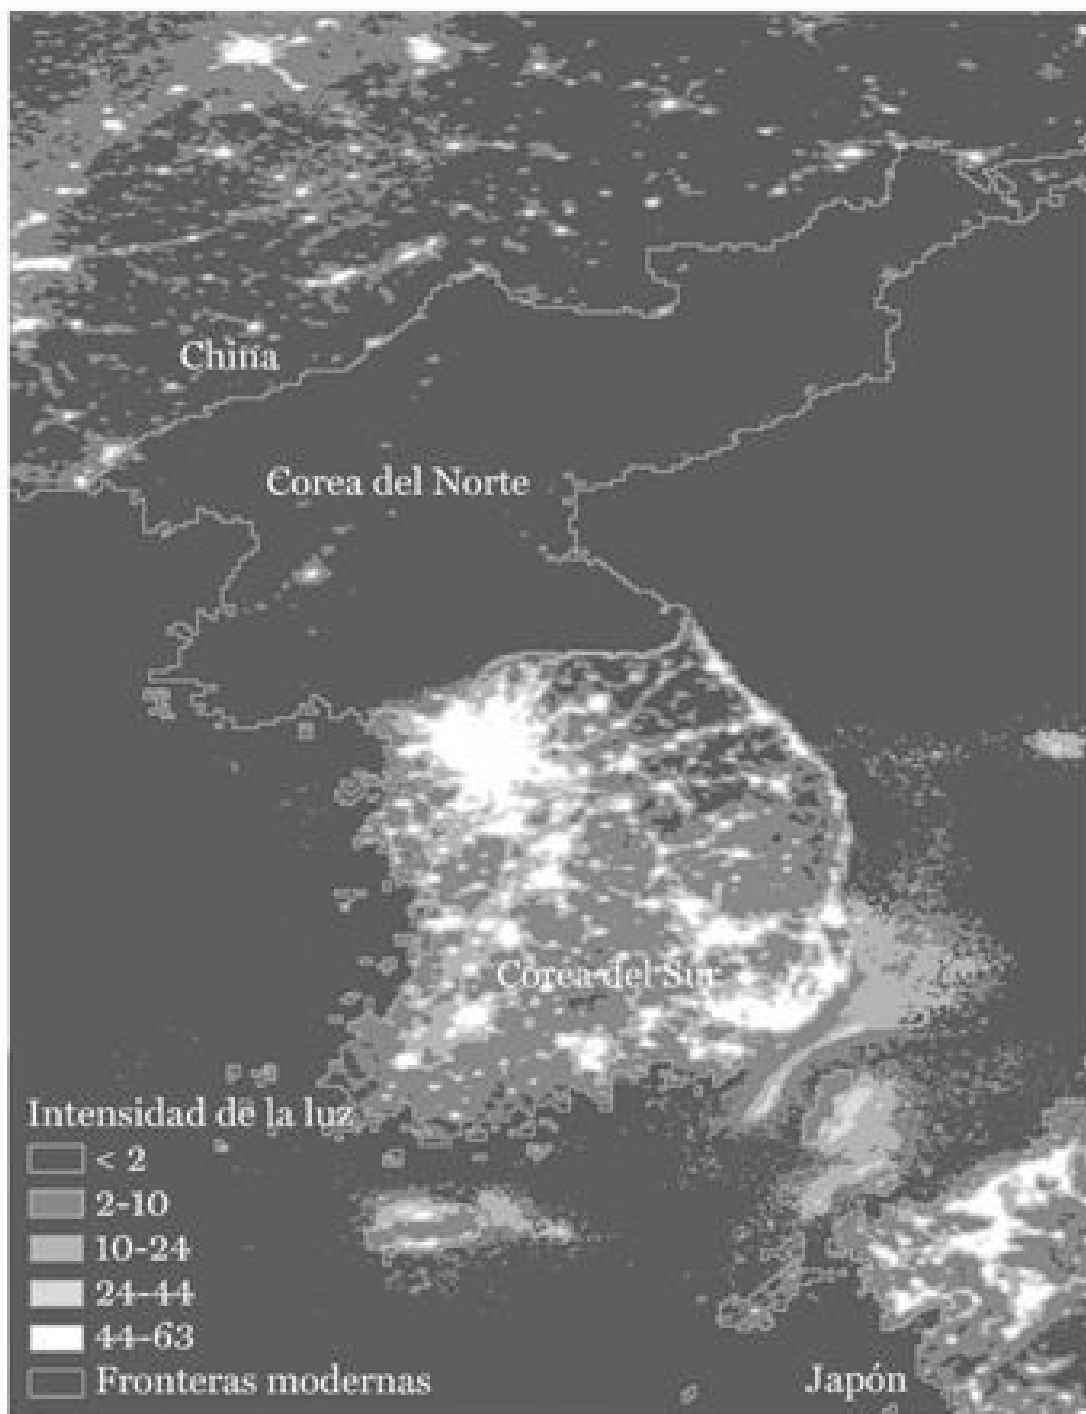 China
Corea del Norte
Corea del Sur
Intensidad de la luz
< 2
2-10
10-24
24-44
44-63
Fronteras modernas
Japón